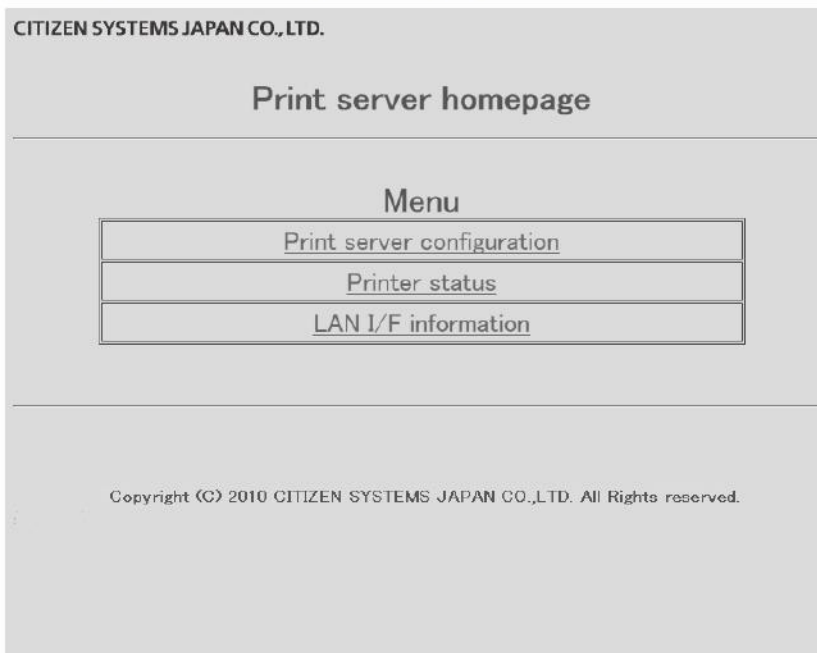 CITIZEN SYSTEMS JAPAN CO., LTD.
Print server homepage
Menu
Print server configuration
Printer status
LAN I/F information
Copyright (C) 2010 CITIZEN SYSTEMS JAPAN CO.,LTD. All Rights reserved.